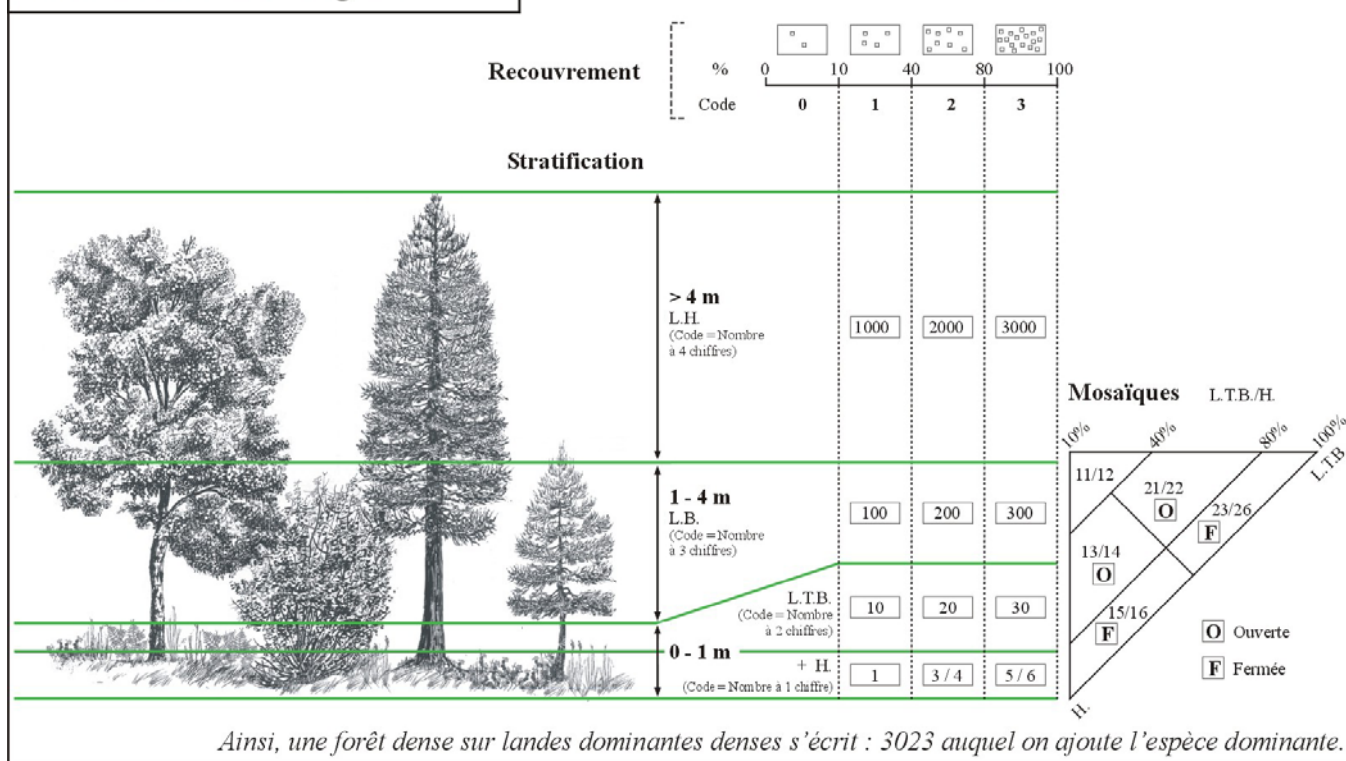 Recouvrement
% 0 10 40 80 100
Code 0 1 2 3
Stratification
> 4 m
L.H.
(Code = Nombre
à 4 chiffres)
1000 2000 3000
Mosaïques L.T.B./H.
10% 40% 80% 100%
L.T.B
11/12
21/22
O
23/26
F
13/14
O
15/16
F
H.
1 - 4 m
L.B.
(Code = Nombre
à 3 chiffres)
100 200 300
L.T.B.
(Code = Nombre
à 2 chiffres)
10 20 30
0 - 1 m
+ H.
(Code = Nombre à 1 chiffre)
1 3 / 4 5 / 6
O Ouverte
F Fermée
Ainsi, une forêt dense sur landes dominantes denses s’écrit : 3023 auquel on ajoute l’espèce dominante.